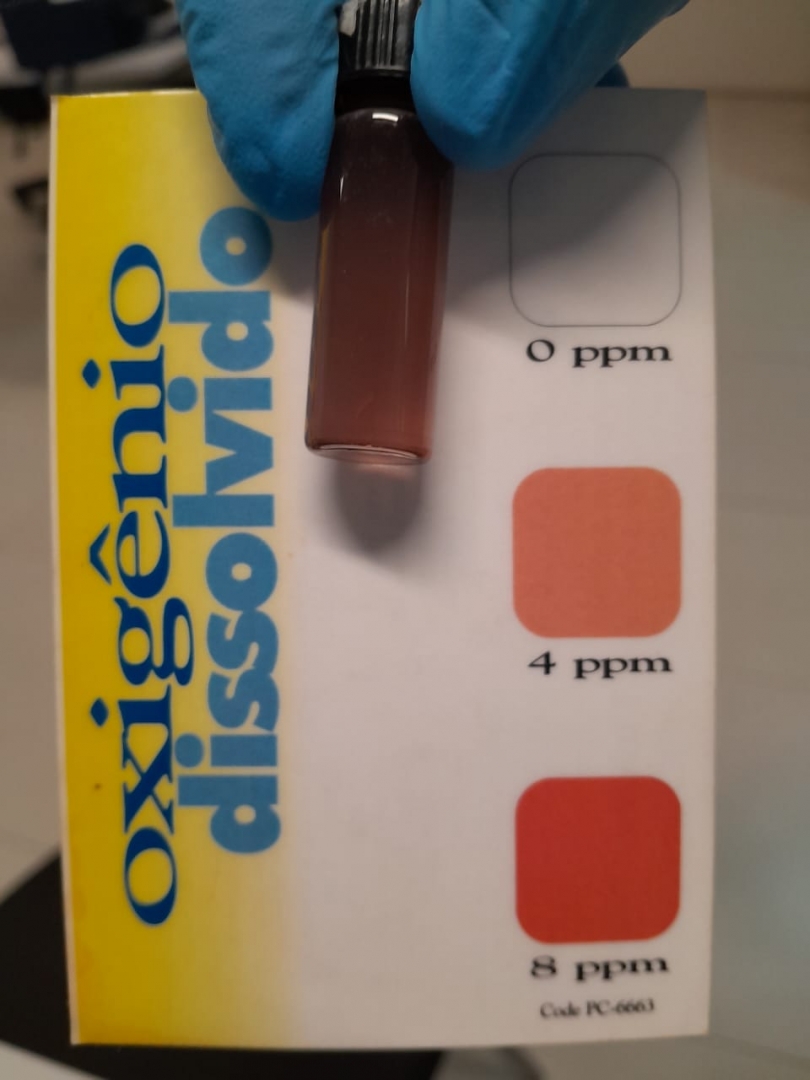 oxigênio
dissolvido
0 ppm
4 ppm
8 ppm
Code PC-6663